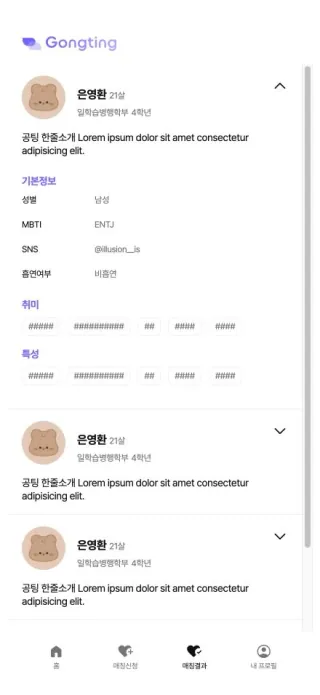 Gongting
은영환 21살
일학습병행학부 4학년
공팅 한줄소개 Lorem ipsum dolor sit amet consectetur
adipisicing elit.
기본정보
성별 남성
MBTI ENTJ
SNS @illusion__is
흡연여부 비흡연
취미
##### ########## ## #### ####
특성
##### ########## ## #### ####
은영환 21살
일학습병행학부 4학년
공팅 한줄소개 Lorem ipsum dolor sit amet consectetur
adipisicing elit.
은영환 21살
일학습병행학부 4학년
공팅 한줄소개 Lorem ipsum dolor sit amet consectetur
adipisicing elit.
홈 매칭신청 매칭결과 내 프로필